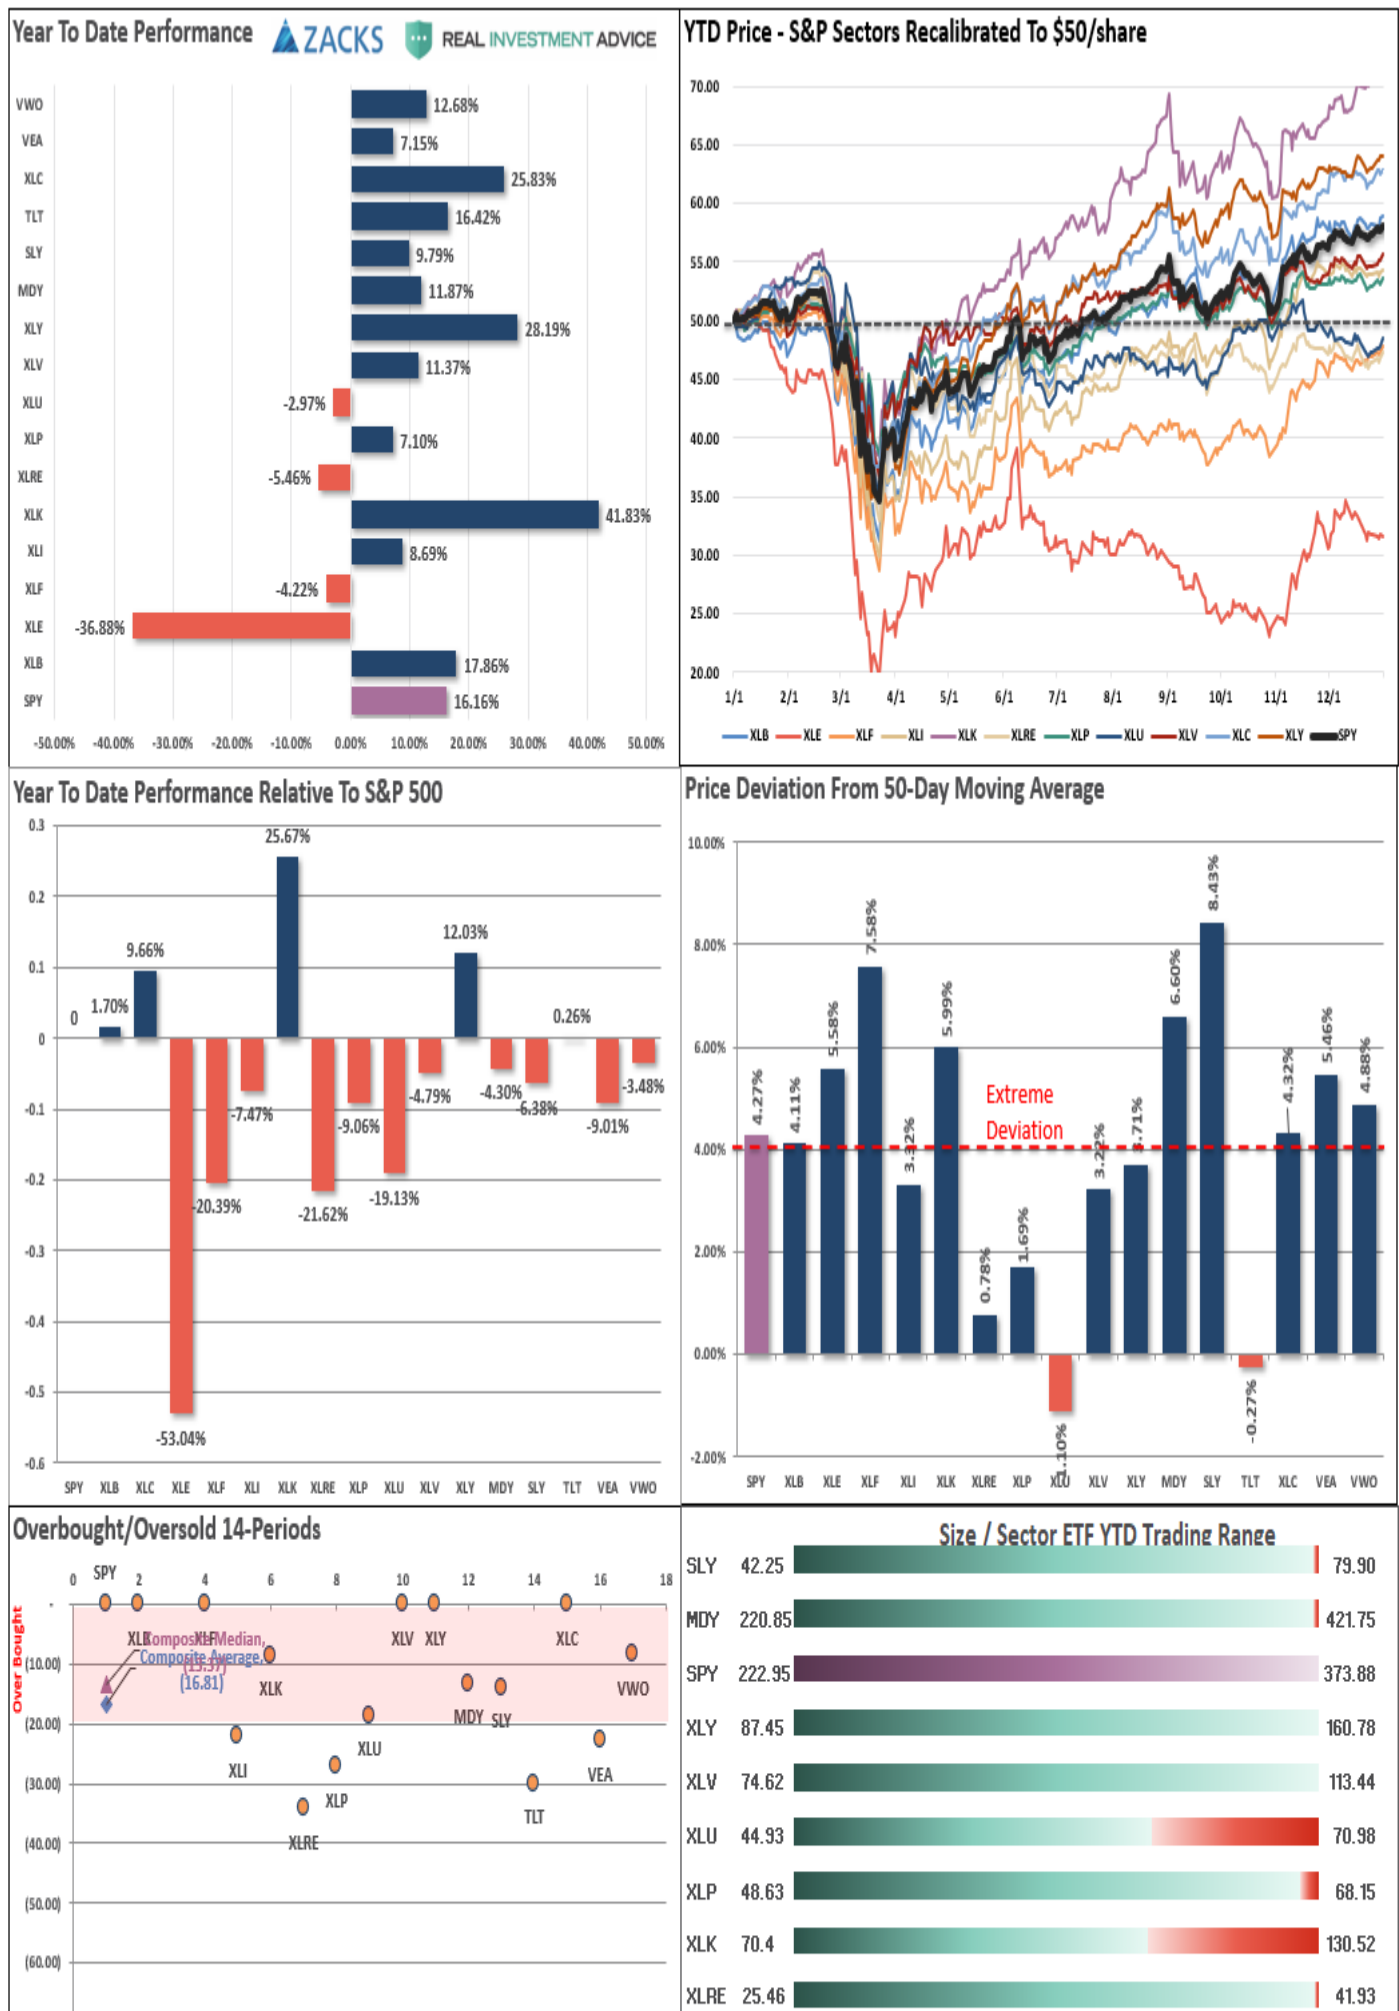 Year To Date Performance ZACKS REAL INVESTMENT ADVICE
VWO 12.68%
VEA 7.15%
XLC 25.83%
TLT 16.42%
SLY 9.79%
MDY 11.87%
XLY 28.19%
XLV 11.37%
XLU -2.97%
XLP 7.10%
XLRE -5.46%
XLK 41.83%
XLI 8.69%
XLF -4.22%
XLE -36.88%
XLB 17.86%
SPY 16.16%
-50.00% -40.00% -30.00% -20.00% -10.00% 0.00% 10.00% 20.00% 30.00% 40.00% 50.00%
YTD Price - S&P Sectors Recalibrated To $50/share
70.00
65.00
60.00
55.00
50.00
45.00
40.00
35.00
30.00
25.00
20.00
1/1 2/1 3/1 4/1 5/1 6/1 7/1 8/1 9/1 10/1 11/1 12/1
XLB XLE XLF XLI XLK XLRE XLP XLU XLV XLC XLY SPY
Year To Date Performance Relative To S&P 500
0.3
0.2
0.1
0
-0.1
-0.2
-0.3
-0.4
-0.5
-0.6
0 1.70% 9.66% -53.04% -20.39% -7.47% 25.67% -21.62% -9.06% -19.13% -4.79% 12.03% -4.30% -6.38% 0.26% -9.01% -3.48%
SPY XLB XLC XLE XLF XLI XLK XLRE XLP XLU XLV XLY MDY SLY TLT VEA VWO
Price Deviation From 50-Day Moving Average
10.00%
8.00%
6.00%
4.00%
2.00%
0.00%
-2.00%
4.27% 4.11% 5.58% 7.58% 3.32% 5.99% 0.78% 1.69% 1.10% 3.22% 3.71% 6.60% 8.43% -0.27% 4.32% 5.46% 4.88%
Extreme
Deviation
SPY XLB XLE XLF XLI XLK XLRE XLP XLU XLV XLY MDY SLY TLT XLC VEA VWO
Overbought/Oversold 14-Periods
0 2 4 6 8 10 12 14 16 18
SPY
Over Bought
-
(10.00)
(20.00)
(30.00)
(40.00)
(50.00)
(60.00)
XLB XLF XLV XLY XLC
Composite Median,
(13.37)
Composite Average,
(16.81)
XLK VWO
MDY SLY
XLU
XLI VEA
XLP
TLT
XLRE
Size / Sector ETF YTD Trading Range
SLY 42.25 79.90
MDY 220.85 421.75
SPY 222.95 373.88
XLY 87.45 160.78
XLV 74.62 113.44
XLU 44.93 70.98
XLP 48.63 68.15
XLK 70.4 130.52
XLRE 25.46 41.93